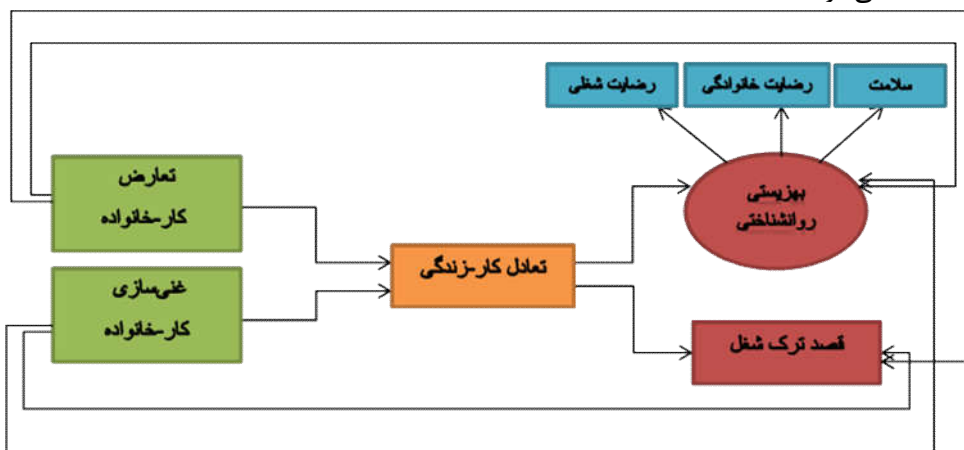 سلامت
رضایت خانوادگی
رضایت شغلی
بهزیستی
روانشناختی
تعارض
کار-خانواده
تعادل کار-زندگی
غنی‌سازی
کار-خانواده
قصد ترک شغل